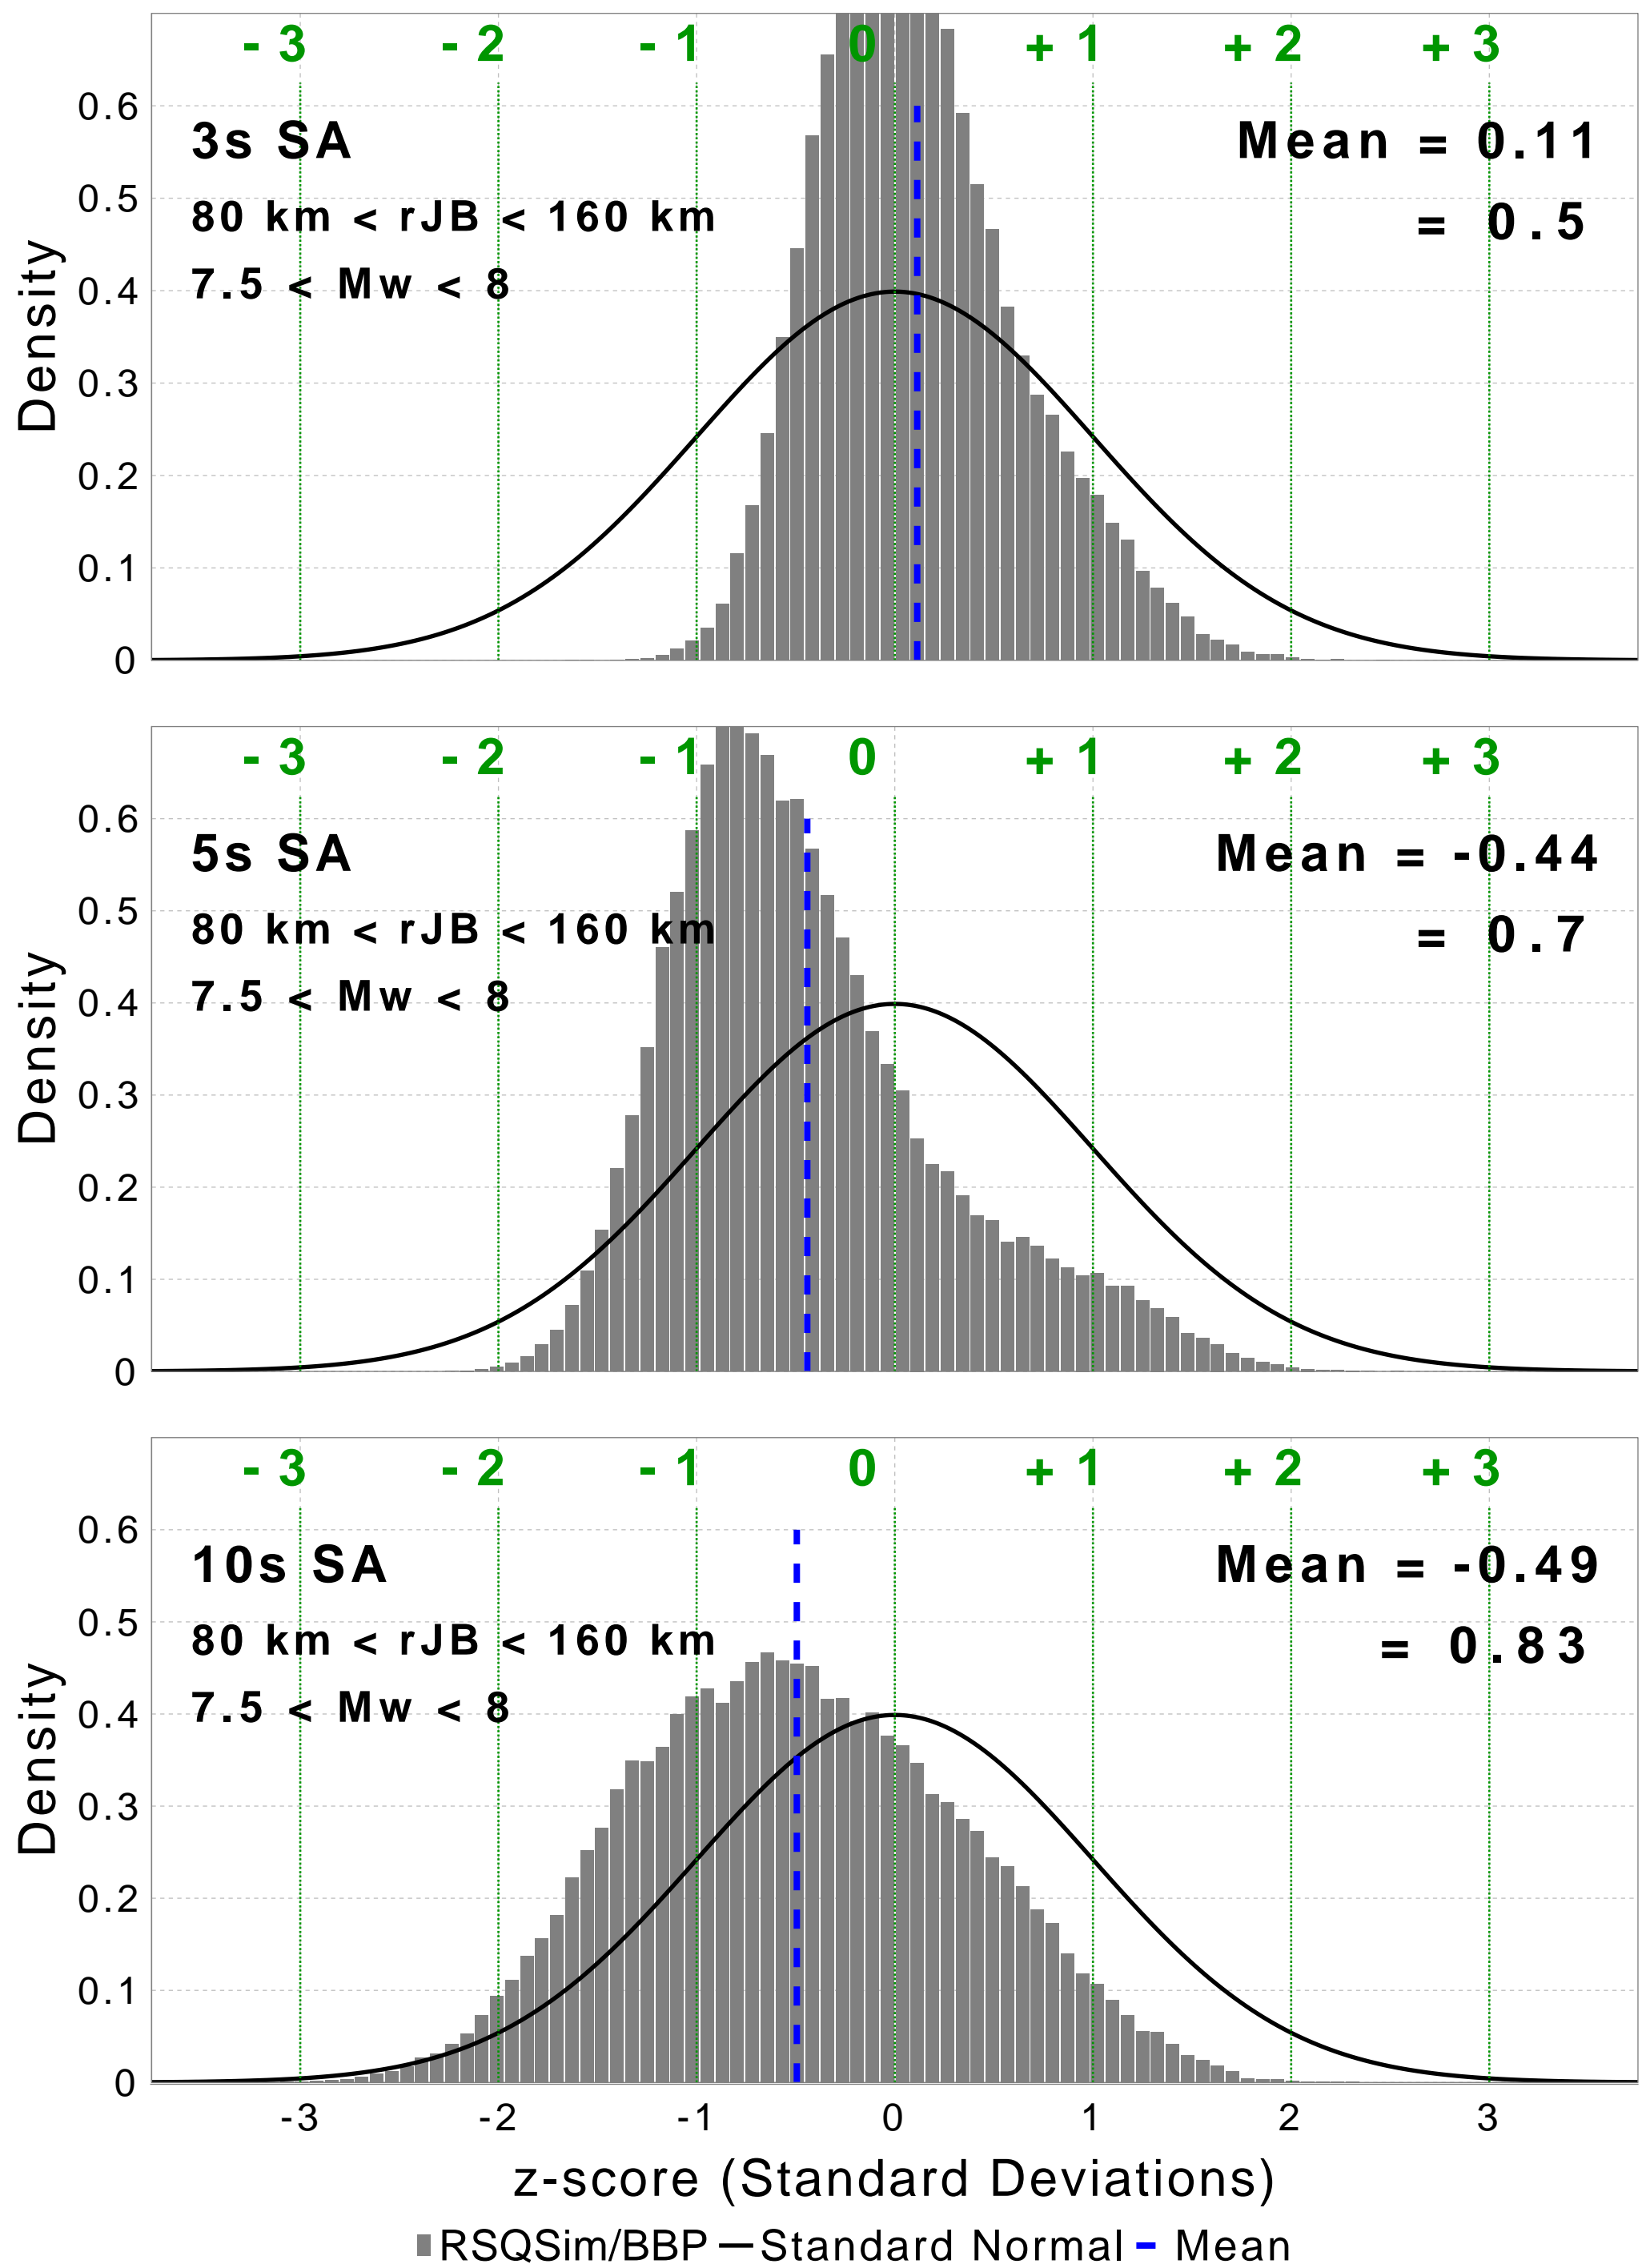 - 3 - 2 - 1 0 + 1 + 2 + 3
0.6
3s SA Mean = 0.11
0.5
80 km < rJB < 160 km = 0.5
7.5 < Mw < 8
0.4
0.3
0.2
0.1
0
Density
- 3 - 2 - 1 0 + 1 + 2 + 3
0.6
5s SA Mean = -0.44
0.5
80 km < rJB < 160 km = 0.7
7.5 < Mw < 8
0.4
0.3
0.2
0.1
0
Density
- 3 - 2 - 1 0 + 1 + 2 + 3
0.6
10s SA Mean = -0.49
0.5
80 km < rJB < 160 km = 0.83
7.5 < Mw < 8
0.4
0.3
0.2
0.1
0
Density
-3 -2 -1 0 1 2 3
z-score (Standard Deviations)
RSQSim/BBP Standard Normal Mean